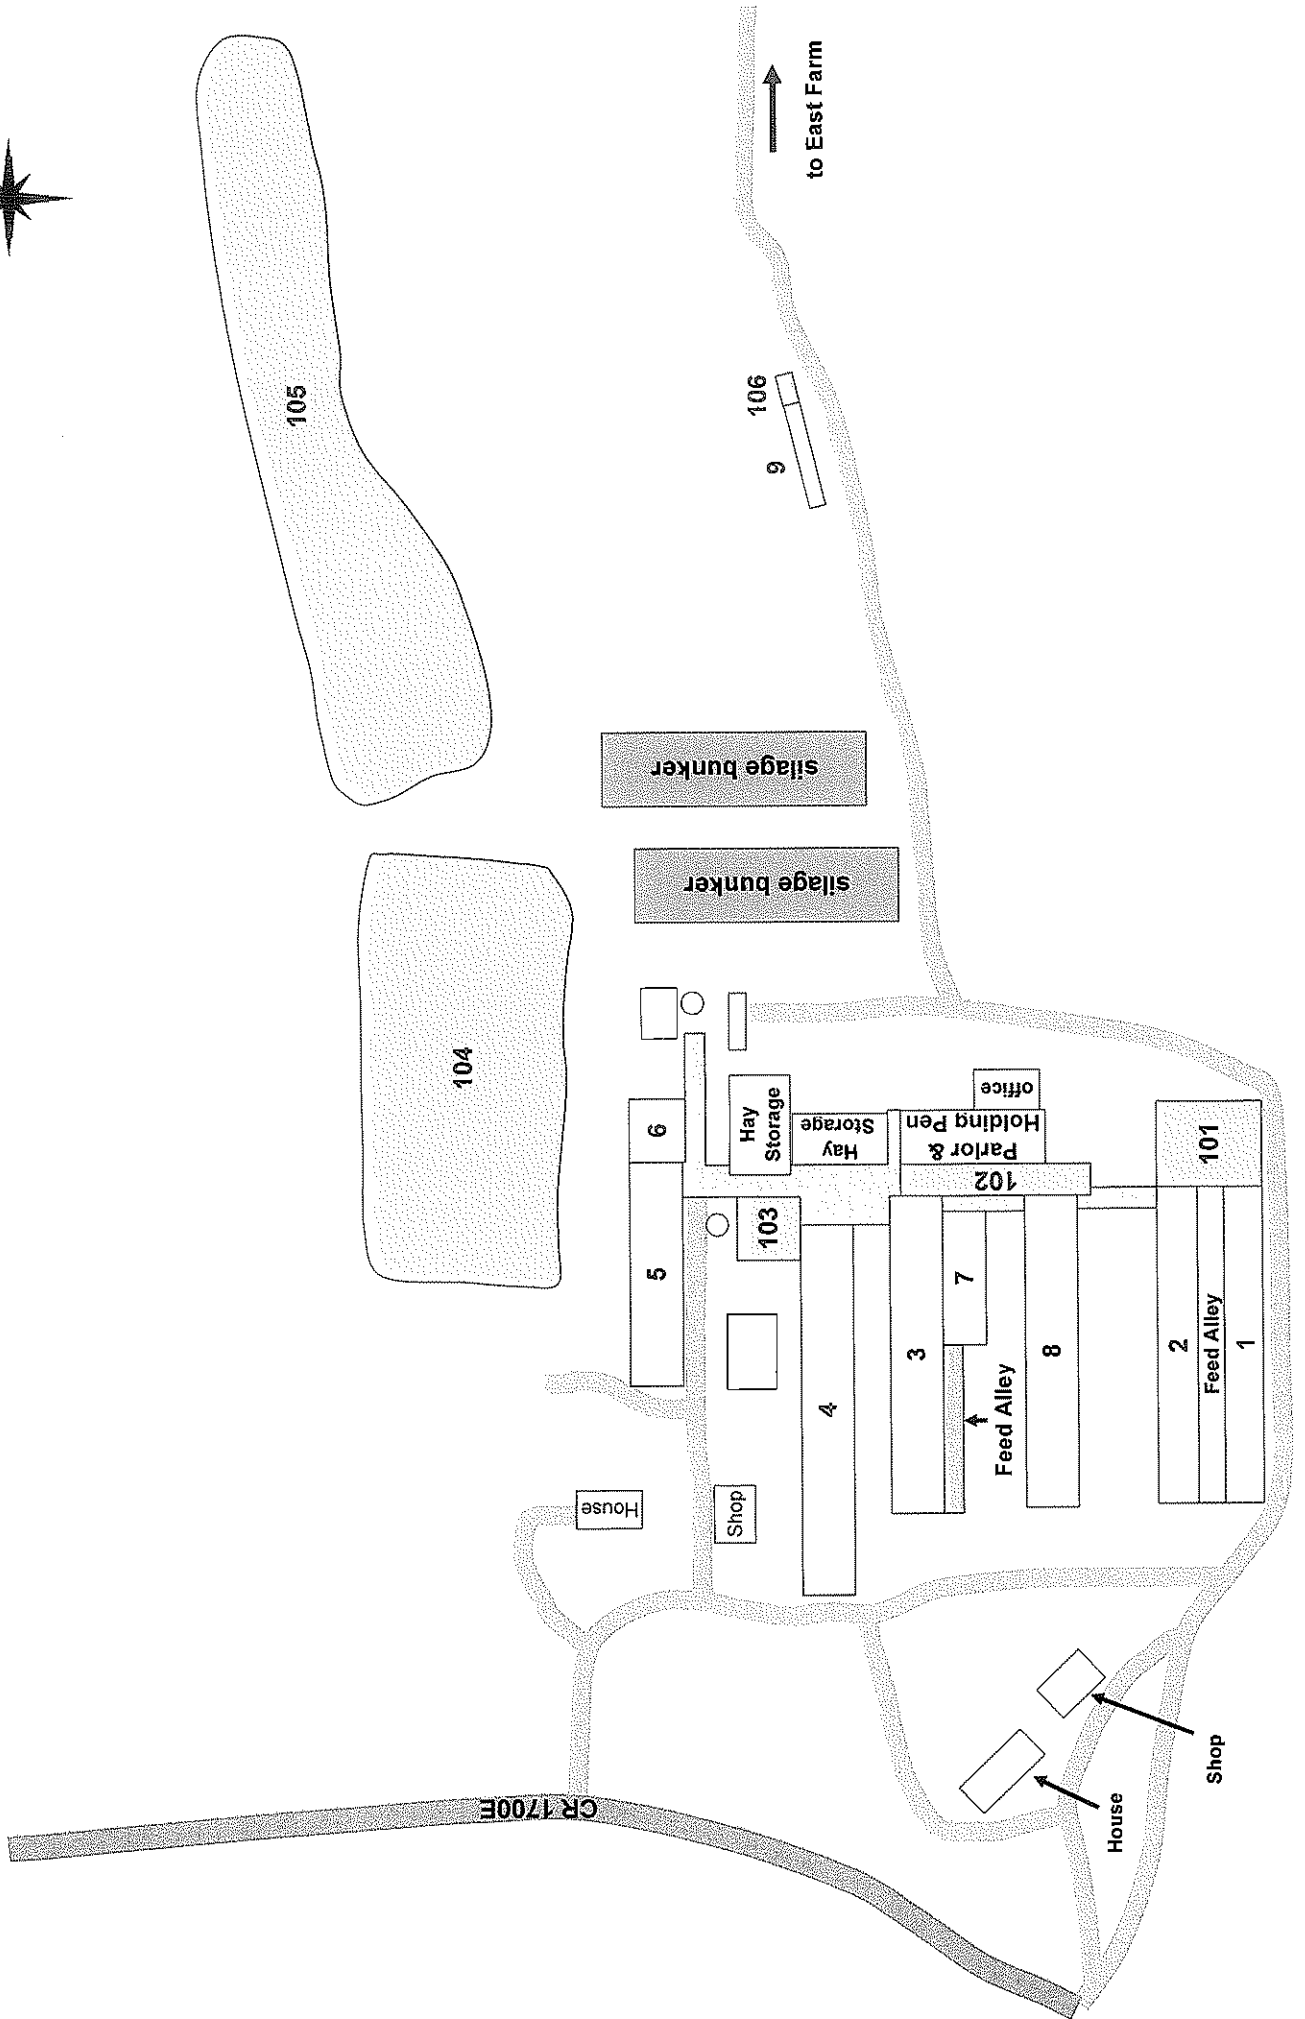 105
to East Farm
106
9
silage bunker
silage bunker
104
6
Hay
Storage
Hay
Storage
Parlor &
Holding Pen
office
102
101
103
5
4
3
7
8
Feed Alley
2
Feed Alley
1
House
Shop
CR 1700E
House
Shop